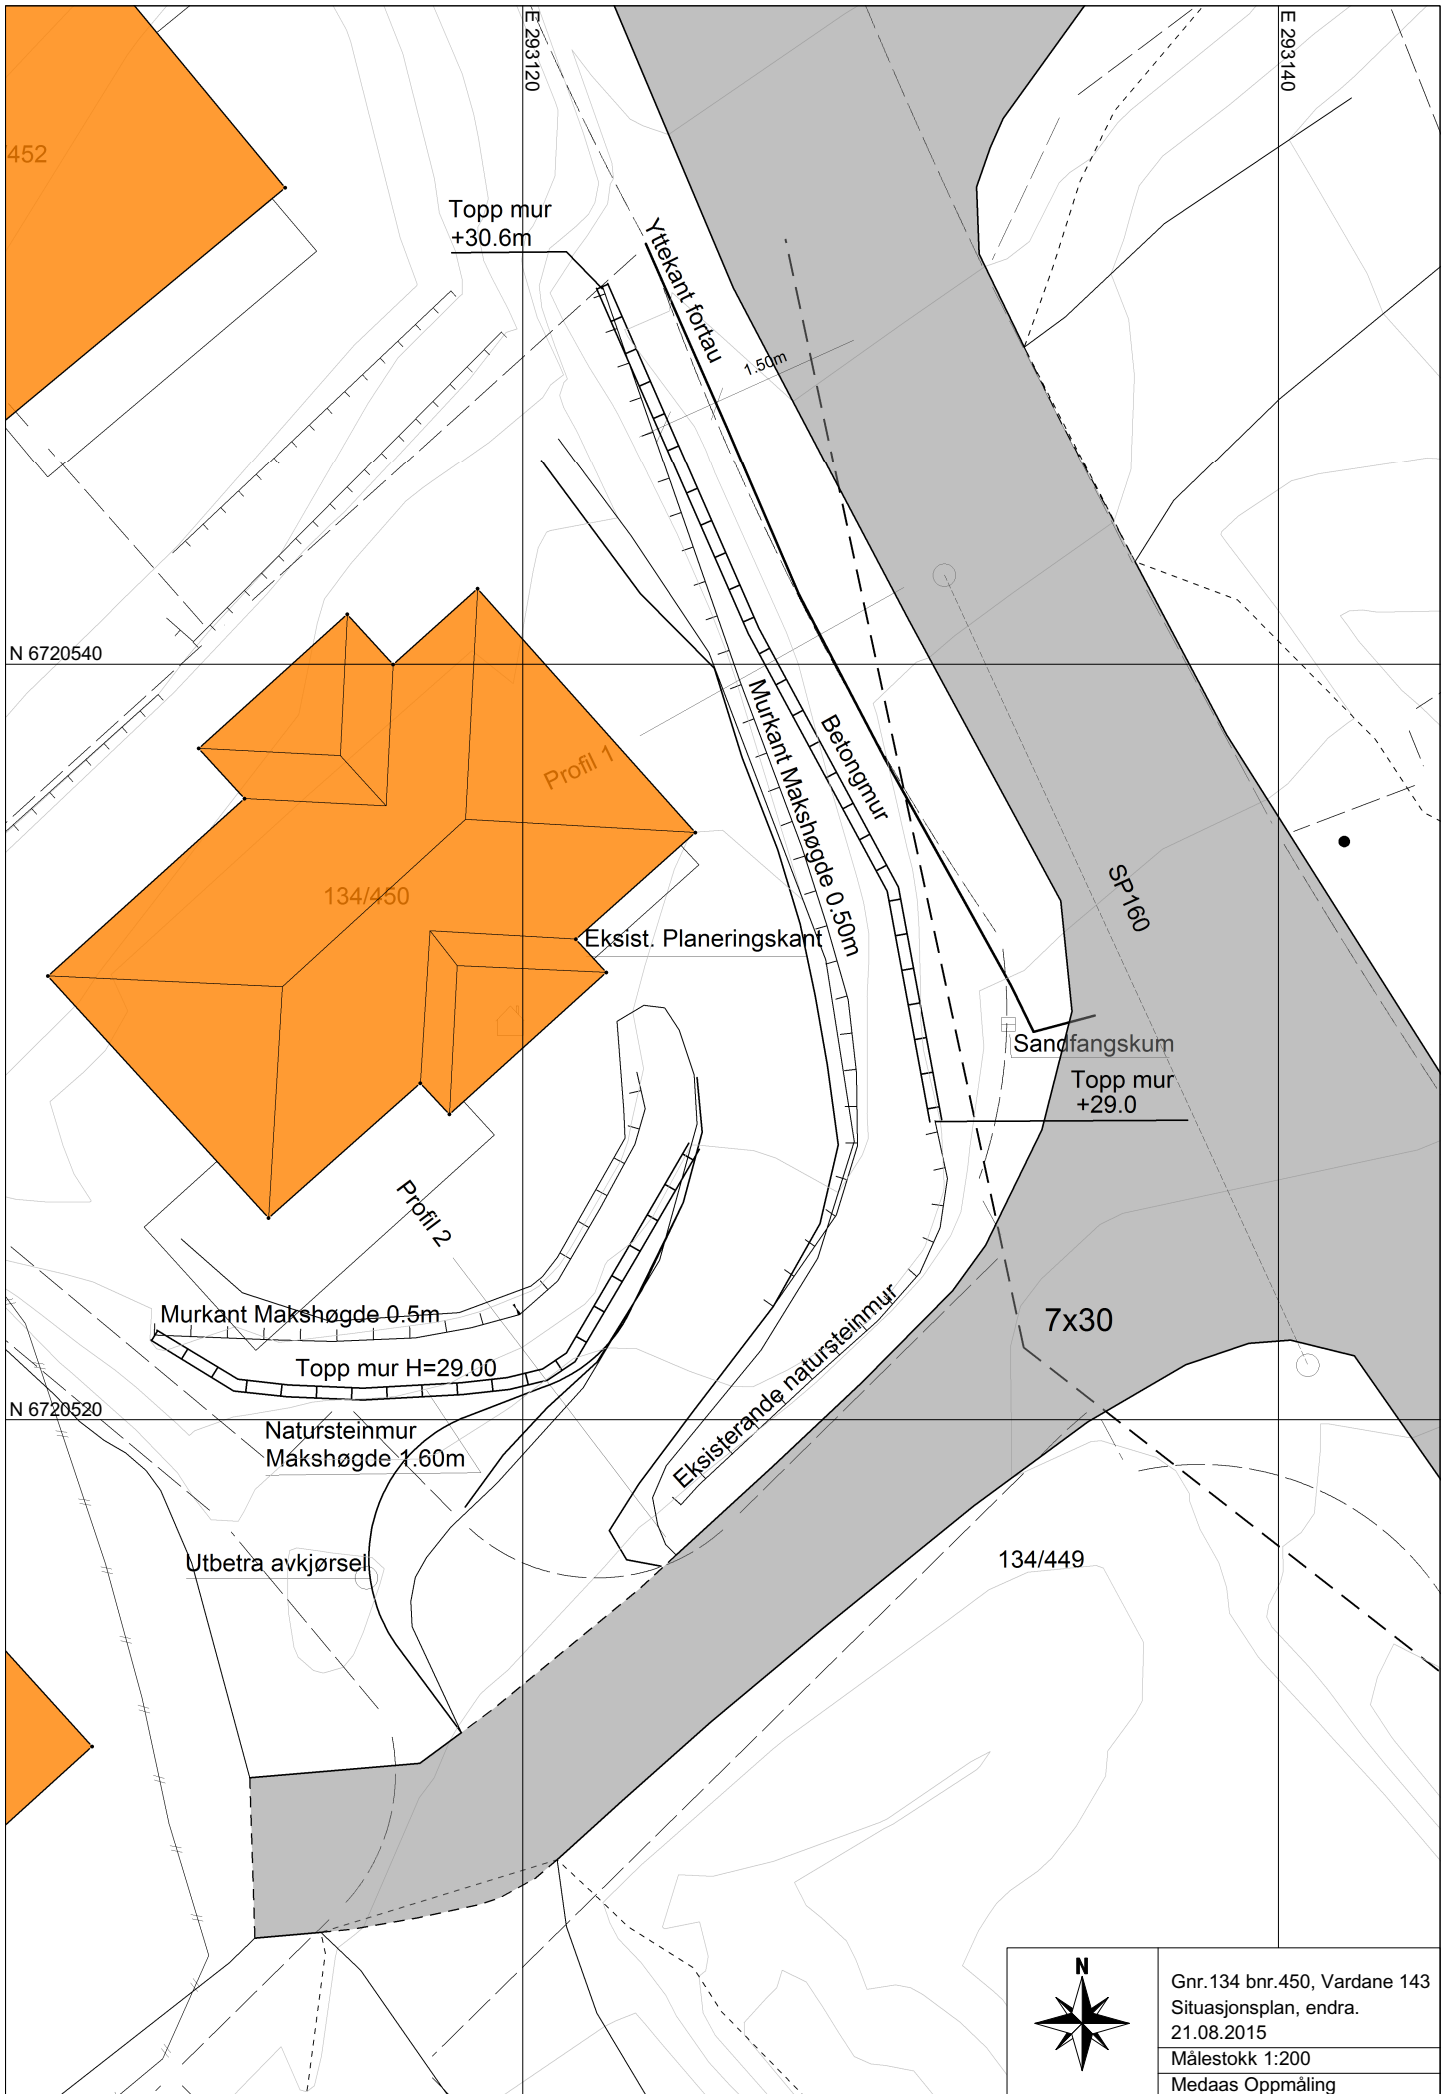 E 293120
E 293140
/452
Topp mur
+30.6m
Yttekant fortau
1.50m
N 6720540
Murkant Makshøgde 0.50m
Betongmur
Profil 1
134/450
SP160
Eksist. Planeringskant
Sandfangskum
Topp mur
+29.0
Profil 2
Murkant Makshøgde 0.5m
7x30
Topp mur H=29.00
Eksisterande natursteinmur
N 6720520
Natursteinmur
Makshøgde 1.60m
Utbetra avkjørsel
134/449
N
Gnr.134 bnr.450, Vardane 143
Situasjonsplan, endra.
21.08.2015
Målestokk 1:200
Medaas Oppmåling